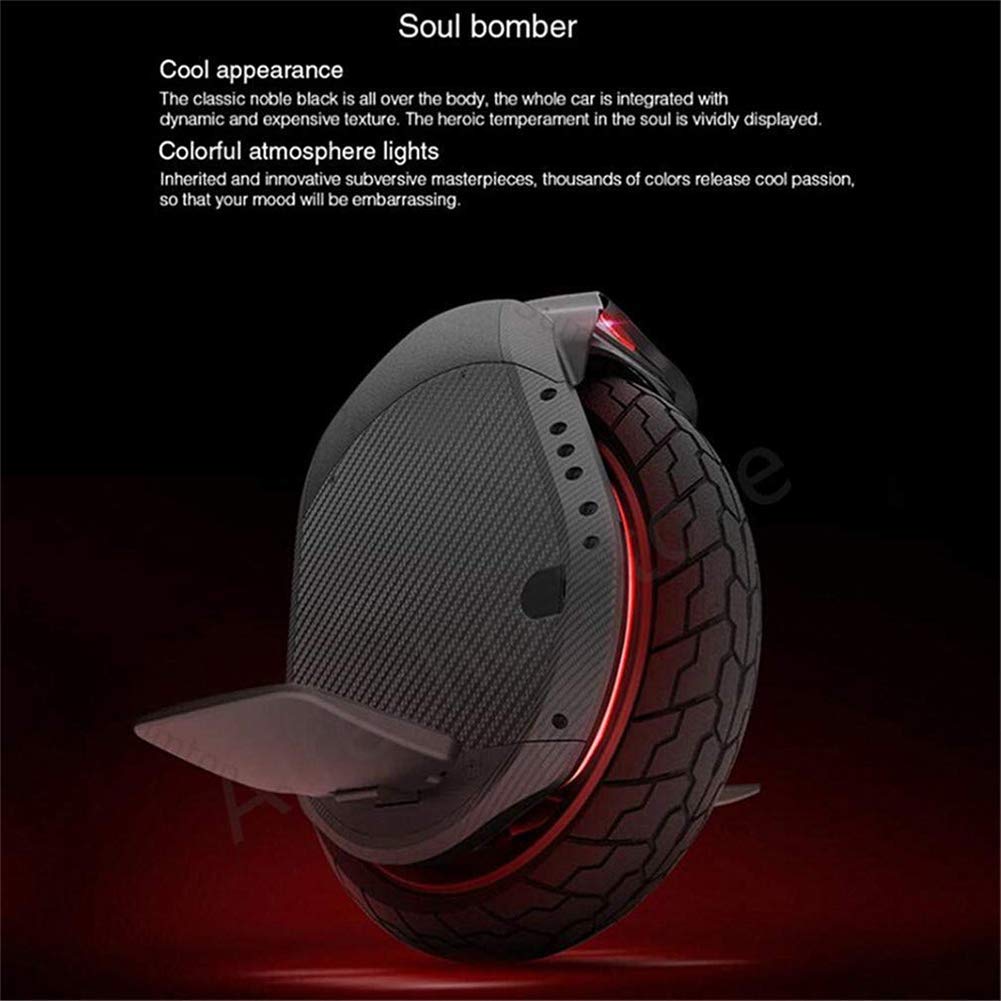 Soul bomber
Cool appearance
The classic noble black is all over the body, the whole car is integrated with
dynamic and expensive texture. The heroic temperament in the soul is vividly displayed.
Colorful atmosphere lights
Inherited and innovative subversive masterpieces, thousands of colors release cool passion,
so that your mood will be embarrassing.